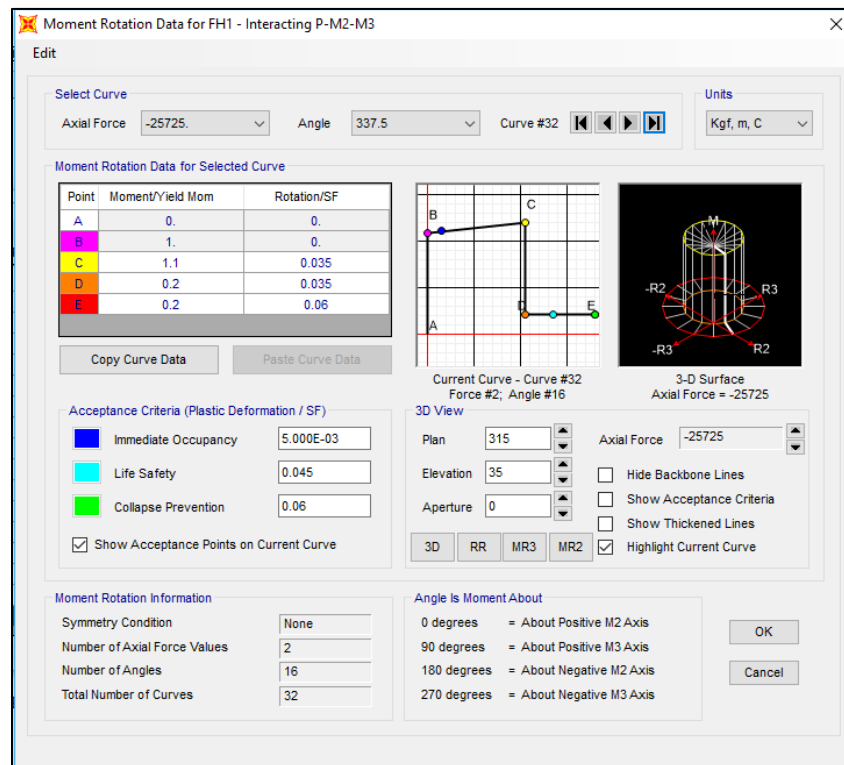 Moment Rotation Data for FH1 - Interacting P-M2-M3
Edit
Select Curve
Axial Force -25725. Angle 337.5 Curve #32
Units
Kgf, m, C
Moment Rotation Data for Selected Curve
Point Moment/Yield Mom Rotation/SF
A 0. 0.
B 1. 0.
C 1.1 0.035
D 0.2 0.035
E 0.2 0.06
Copy Curve Data Paste Curve Data
B
C
D
E
A
Current Curve - Curve #32
Force #2; Angle #16
M
-R2
R3
-R3
R2
3-D Surface
Axial Force = -25725
Acceptance Criteria (Plastic Deformation / SF)
Immediate Occupancy 5.000E-03
Life Safety 0.045
Collapse Prevention 0.06
Show Acceptance Points on Current Curve
3D View
Plan 315
Elevation 35
Aperture 0
3D RR MR3 MR2
Axial Force -25725
Hide Backbone Lines
Show Acceptance Criteria
Show Thickened Lines
Highlight Current Curve
Moment Rotation Information
Symmetry Condition None
Number of Axial Force Values 2
Number of Angles 16
Total Number of Curves 32
Angle Is Moment About
0 degrees = About Positive M2 Axis
90 degrees = About Positive M3 Axis
180 degrees = About Negative M2 Axis
270 degrees = About Negative M3 Axis
OK
Cancel